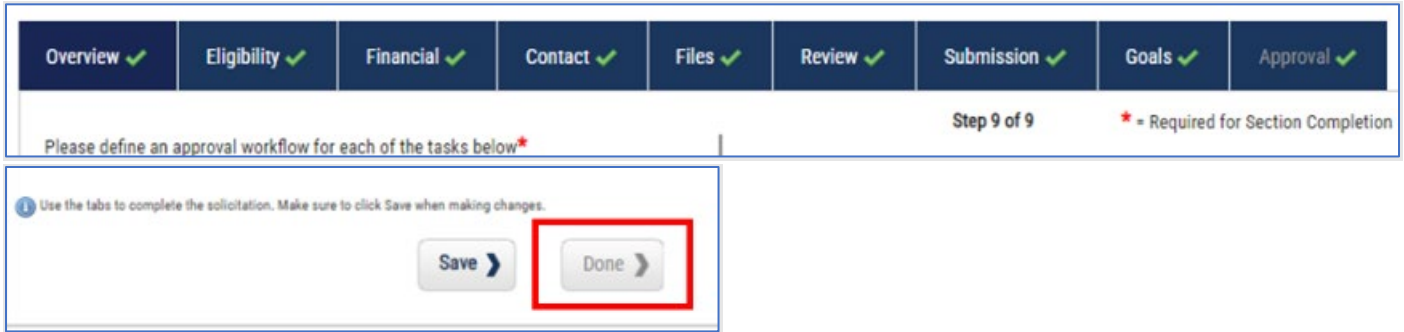 Overview Eligibility Financial Contact Files Review Submission Goals Approval
Step 9 of 9 * = Required for Section Completion
Please define an approval workflow for each of the tasks below*
Use the tabs to complete the solicitation. Make sure to click Save when making changes.
Save Done